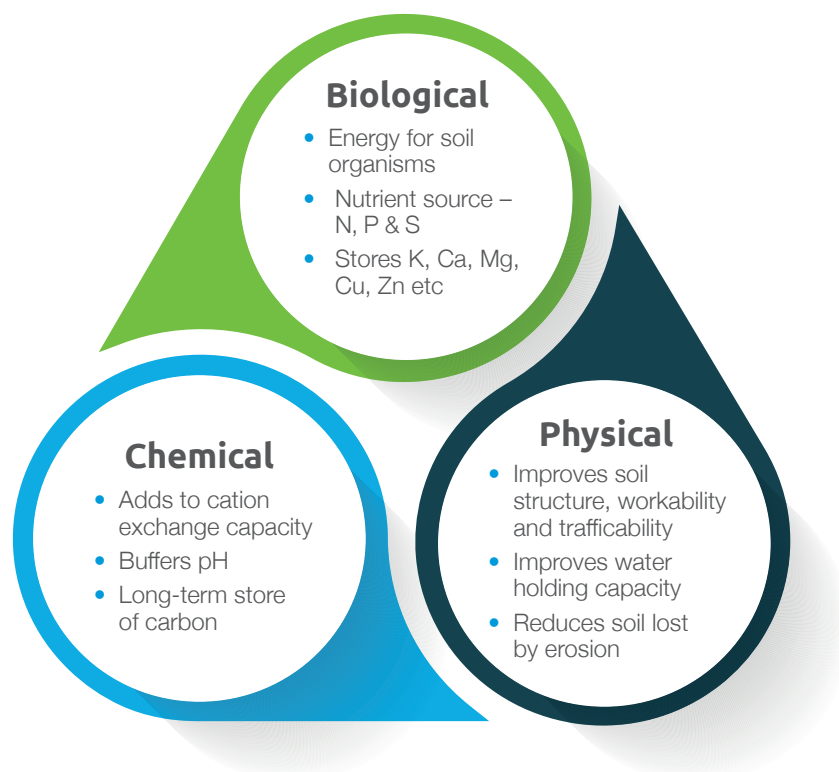 Biological
• Energy for soil
organisms
• Nutrient source –
N, P & S
• Stores K, Ca, Mg,
Cu, Zn etc
Chemical
• Adds to cation
exchange capacity
• Buffers pH
• Long-term store
of carbon
Physical
• Improves soil
structure, workability
and trafficability
• Improves water
holding capacity
• Reduces soil lost
by erosion